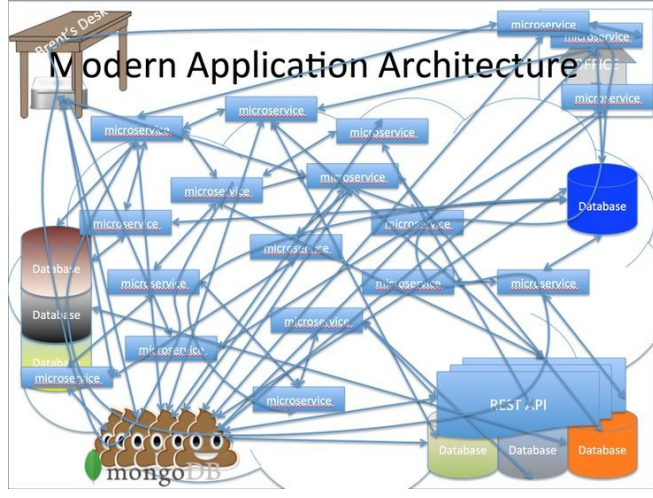 Brent's Desk
microservice
microservice
Modern Application Architecture
OFFICE
microservice
microservice
microservice
microservice
microservice
microservice
Database
microservice
microservice
microservice
Database
microservice
microservice
microservice
Database
microservice
microservice
Database
microservice
microservice
REST API
Database
Database
Database
mongoDB